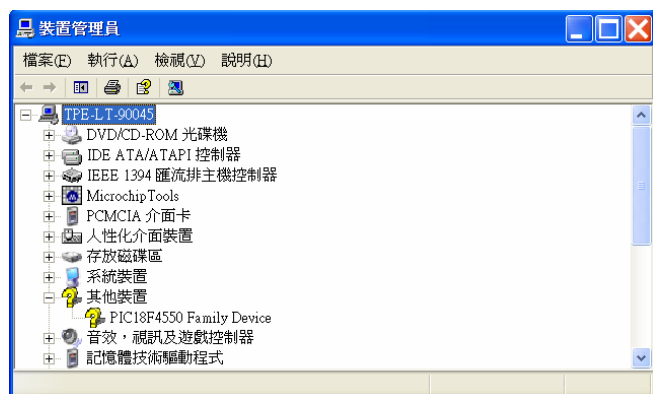 裝置管理員
檔案(F) 執行(A) 檢視(V) 說明(H)
TPE-LT-90045
DVD/CD-ROM 光碟機
IDE ATA/ATAPI 控制器
IEEE 1394 匯流排主機控制器
MicrochipTools
PCMCIA 介面卡
人性化介面裝置
存放磁碟區
系統裝置
其他裝置
PIC18F4550 Family Device
音效，視訊及遊戲控制器
記憶體技術驅動程式